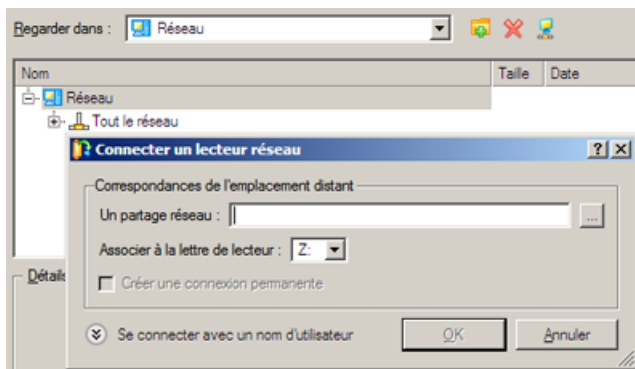 Regarder dans : Réseau
Nom Taille Date
Réseau
Tout le réseau
Connecter un lecteur réseau
Correspondances de l'emplacement distant
Un partage réseau : ...
Associer à la lettre de lecteur : Z:
Détails
Créer une connexion permanente
Se connecter avec un nom d'utilisateur OK Annuler